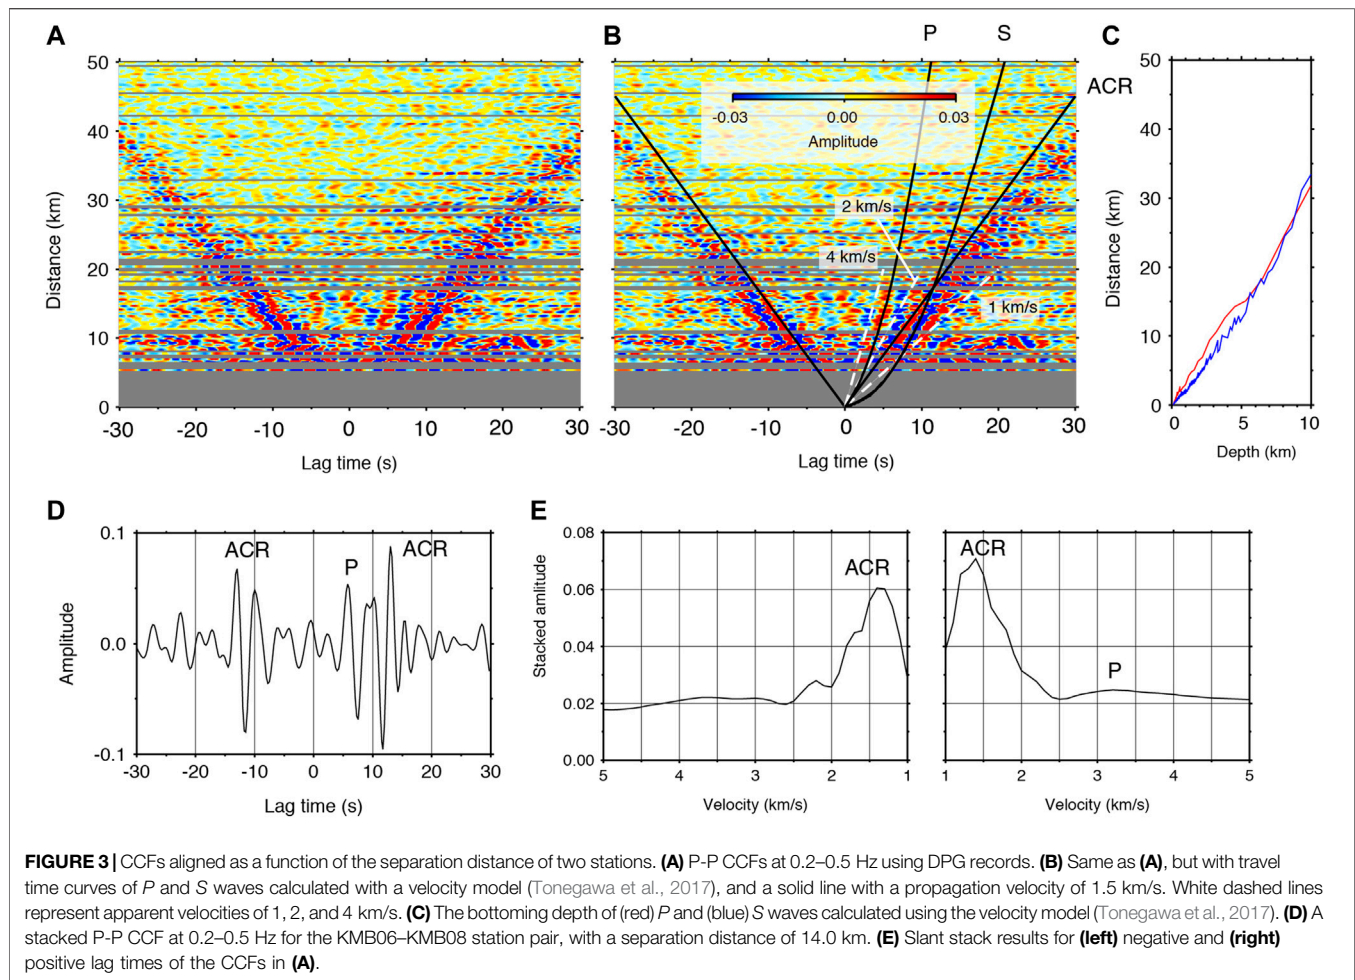 A
B
P
S
C
50
40
30
20
10
0
Distance (km)
-30
-20
-10
0
10
20
30
Lag time (s)
-0.03
0.00
0.03
Amplitude
2 km/s
4 km/s
1 km/s
-30
-20
-10
0
10
20
30
Lag time (s)
ACR
50
40
30
20
10
0
Distance (km)
0
5
10
Depth (km)
D
0.1
0.0
-0.1
Amplitude
ACR
P
ACR
-30
-20
-10
0
10
20
30
Lag time (s)
E
0.08
0.06
0.04
0.02
0.00
Stacked amlitude
ACR
5
4
3
2
1
Velocity (km/s)
ACR
P
1
2
3
4
5
Velocity (km/s)
FIGURE 3 | CCFs aligned as a function of the separation distance of two stations. (A) P-P CCFs at 0.2–0.5 Hz using DPG records. (B) Same as (A), but with travel
time curves of P and S waves calculated with a velocity model (Tonegawa et al., 2017), and a solid line with a propagation velocity of 1.5 km/s. White dashed lines
represent apparent velocities of 1, 2, and 4 km/s. (C) The bottoming depth of (red) P and (blue) S waves calculated using the velocity model (Tonegawa et al., 2017). (D) A
stacked P-P CCF at 0.2–0.5 Hz for the KMB06–KMB08 station pair, with a separation distance of 14.0 km. (E) Slant stack results for (left) negative and (right)
positive lag times of the CCFs in (A).